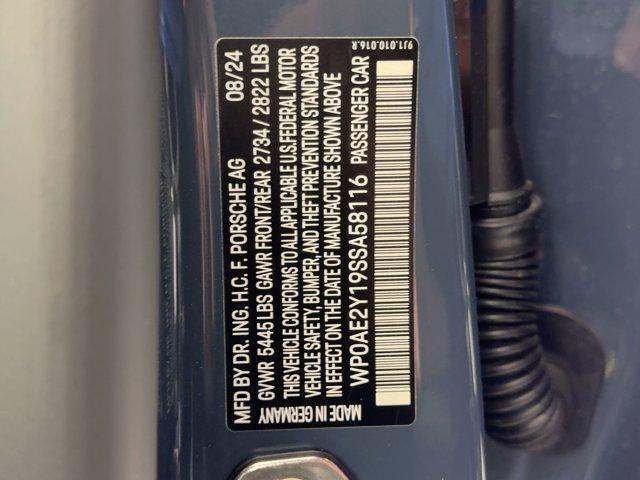 MFD BY DR. ING. H.C. F. PORSCHE AG 08/24
GVWR 5445 LBS GAWR FRONT/REAR 2734 / 2822 LBS
THIS VEHICLE CONFORMS TO ALL APPLICABLE U.S. FEDERAL MOTOR
VEHICLE SAFETY, BUMPER, AND THEFT PREVENTION STANDARDS
IN EFFECT ON THE DATE OF MANUFACTURE SHOWN ABOVE
MADE IN GERMANY WP0AE2Y19SSA58116 PASSENGER CAR
9J1.010.016.R